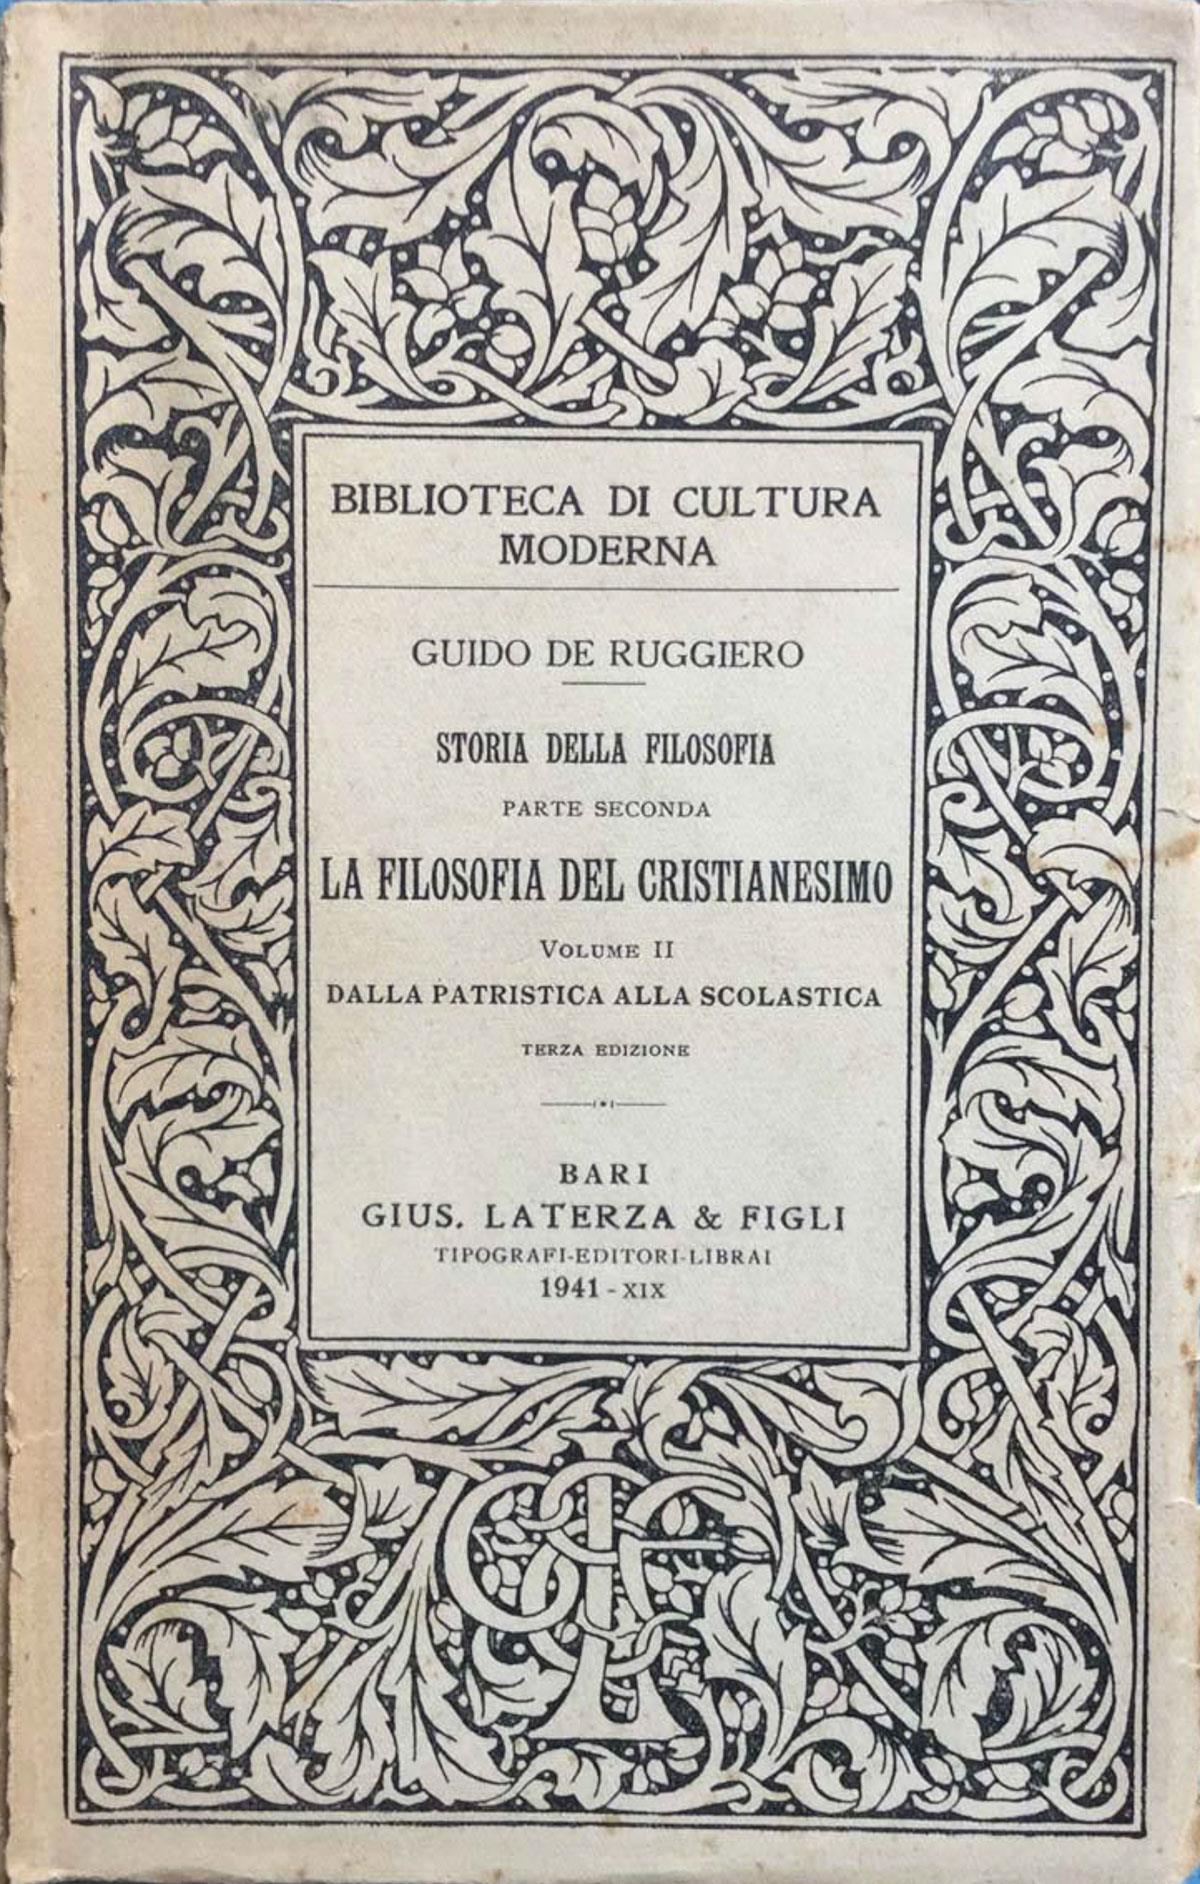 BIBLIOTECA DI CULTURA
MODERNA
GUIDO DE RUGGIERO
STORIA DELLA FILOSOFIA
PARTE SECONDA
LA FILOSOFIA DEL CRISTIANESIMO
VOLUME II
DALLA PATRISTICA ALLA SCOLASTICA
TERZA EDIZIONE
BARI
GIUS. LATERZA & FIGLI
TIPOGRAFI-EDITORI-LIBRAI
1941 - XIX